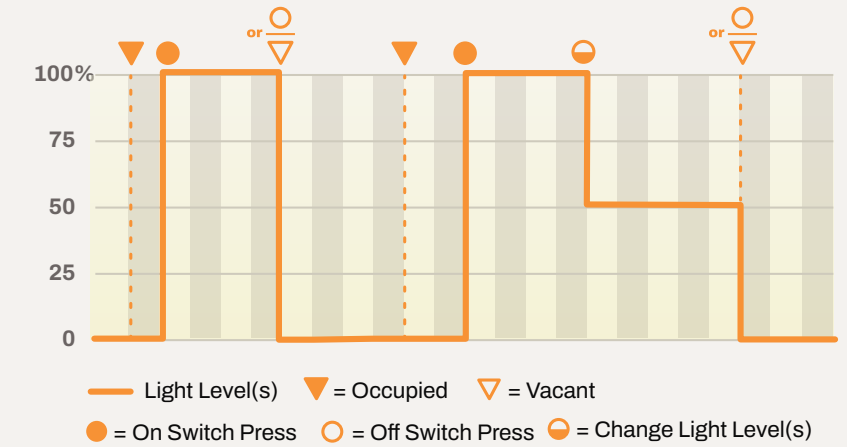 or
or
100%
75
50
25
0
Light Level(s) = Occupied = Vacant
= On Switch Press = Off Switch Press = Change Light Level(s)